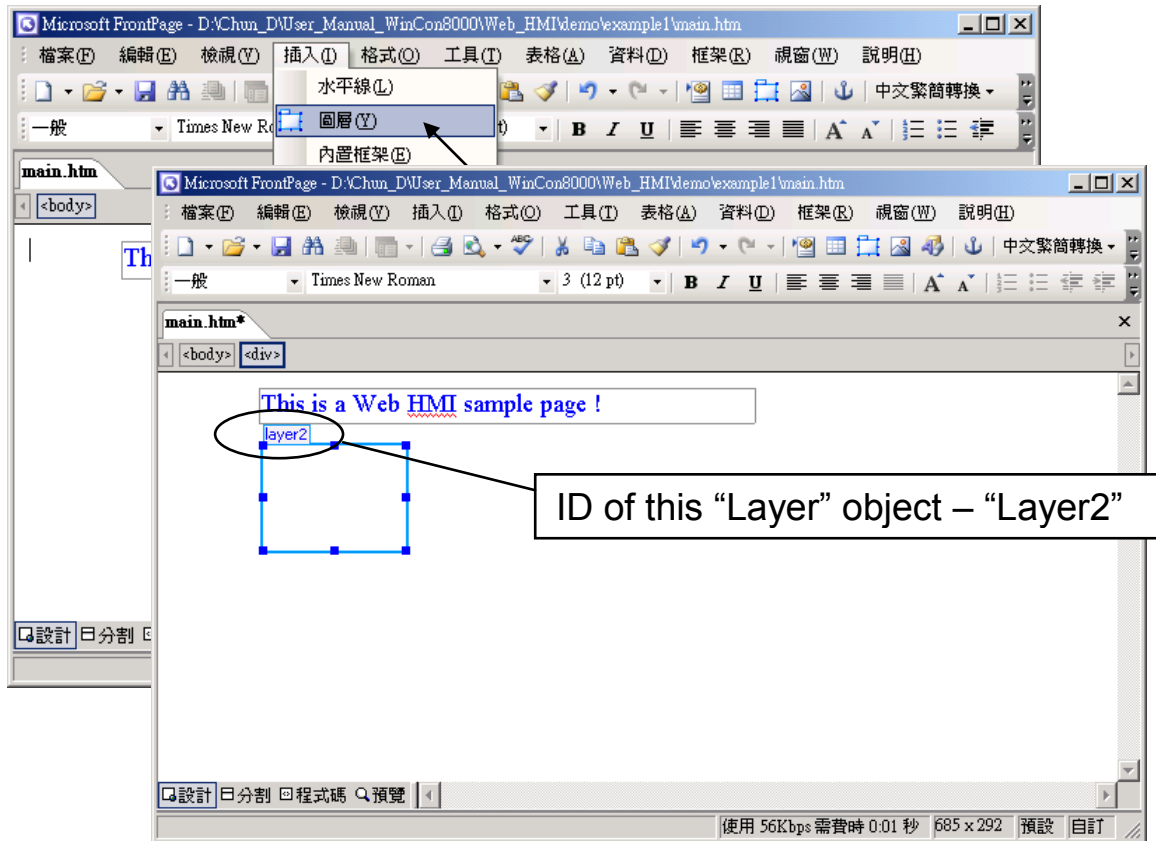 Microsoft FrontPage - D:\Chun_D\User_Manual_WinCon8000\Web_HMI\demo\example1\main.htm
檔案(F) 編輯(E) 檢視(V) 插入(I) 格式(O) 工具(T) 表格(A) 資料(D) 框架(R) 視窗(W) 說明(H)
水平線(L)
中文繁簡轉換
一般 Times New Ro
圖層(Y)
B I U A A
內置框架(E)
main.htm
<body>
Th
設計 分割
Microsoft FrontPage - D:\Chun_D\User_Manual_WinCon8000\Web_HMI\demo\example1\main.htm
檔案(F) 編輯(E) 檢視(V) 插入(I) 格式(O) 工具(T) 表格(A) 資料(D) 框架(R) 視窗(W) 說明(H)
ABC 中文繁簡轉換
一般 Times New Roman 3 (12 pt) B I U A A
main.htm*
<body> <div>
This is a Web HMI sample page !
layer2
ID of this “Layer” object – “Layer2”
設計 分割 程式碼 預覽
使用 56Kbps 需費時 0:01 秒 685 x 292 預設 自訂